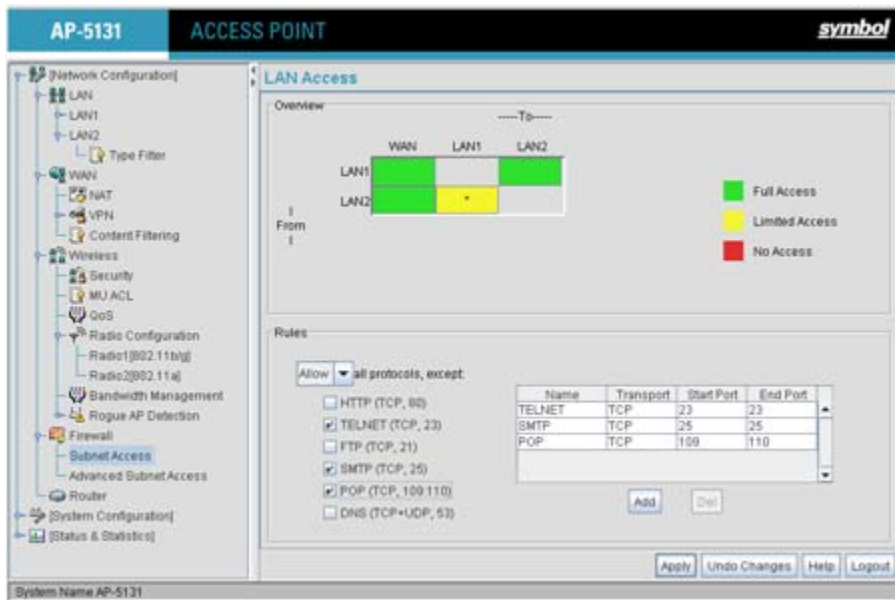 AP-5131 ACCESS POINT symbol
[Network Configuration]
LAN
LAN1
LAN2
Type Filter
WAN
NAT
VPN
Content Filtering
Wireless
Security
MU ACL
QoS
Radio Configuration
Radio1[802.11b/g]
Radio2[802.11a]
Bandwidth Management
Rogue AP Detection
Firewall
Subnet Access
Advanced Subnet Access
Router
[System Configuration]
[Status & Statistics]
LAN Access
Overview
-----To-----
WAN LAN1 LAN2
LAN1
LAN2 *
From
Full Access
Limited Access
No Access
Rules
Allow all protocols, except:
HTTP (TCP, 80)
TELNET (TCP, 23)
FTP (TCP, 21)
SMTP (TCP, 25)
POP (TCP, 109:110)
DNS (TCP+UDP, 53)
Name Transport Start Port End Port
TELNET TCP 23 23
SMTP TCP 25 25
POP TCP 109 110
Add Del
Apply Undo Changes Help Logout
System Name AP-5131